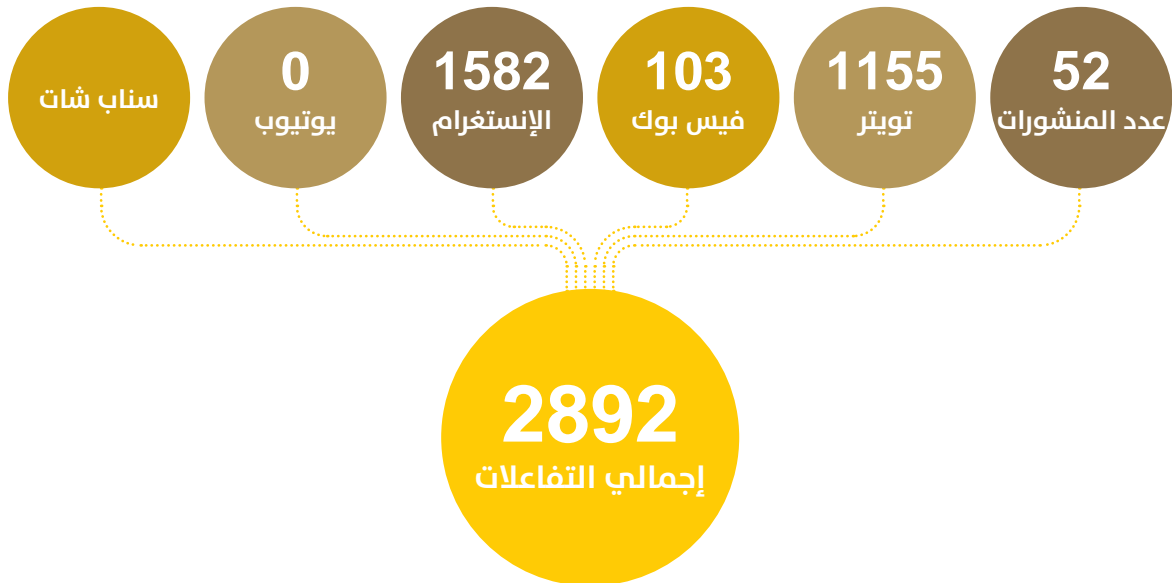 52
عدد المنشورات
1155
تويتر
103
فيس بوك
1582
الإنستغرام
0
يوتيوب
سناب شات
2892
إجمالي التفاعلات